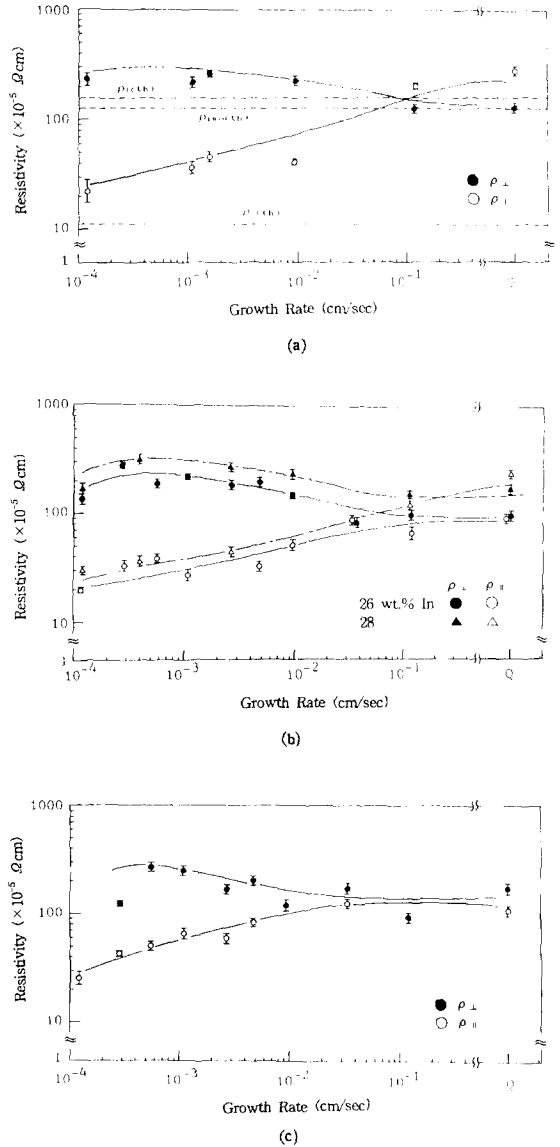 1000
100
10
1
Resistivity (×10⁻⁵ Ωcm)
ρ⊥
10⁻⁴
10⁻³
10⁻²
10⁻¹
Q
Growth Rate (cm/sec)
(a)
1000
100
10
1
Resistivity (×10⁻⁵ Ωcm)
ρ⊥ ρ∥
26 wt.% In
28
10⁻⁴
10⁻³
10⁻²
10⁻¹
Q
Growth Rate (cm/sec)
(b)
1000
100
10
1
Resistivity (×10⁻⁵ Ωcm)
ρ⊥
ρ∥
10⁻⁴
10⁻³
10⁻²
10⁻¹
Q
Growth Rate (cm/sec)
(c)